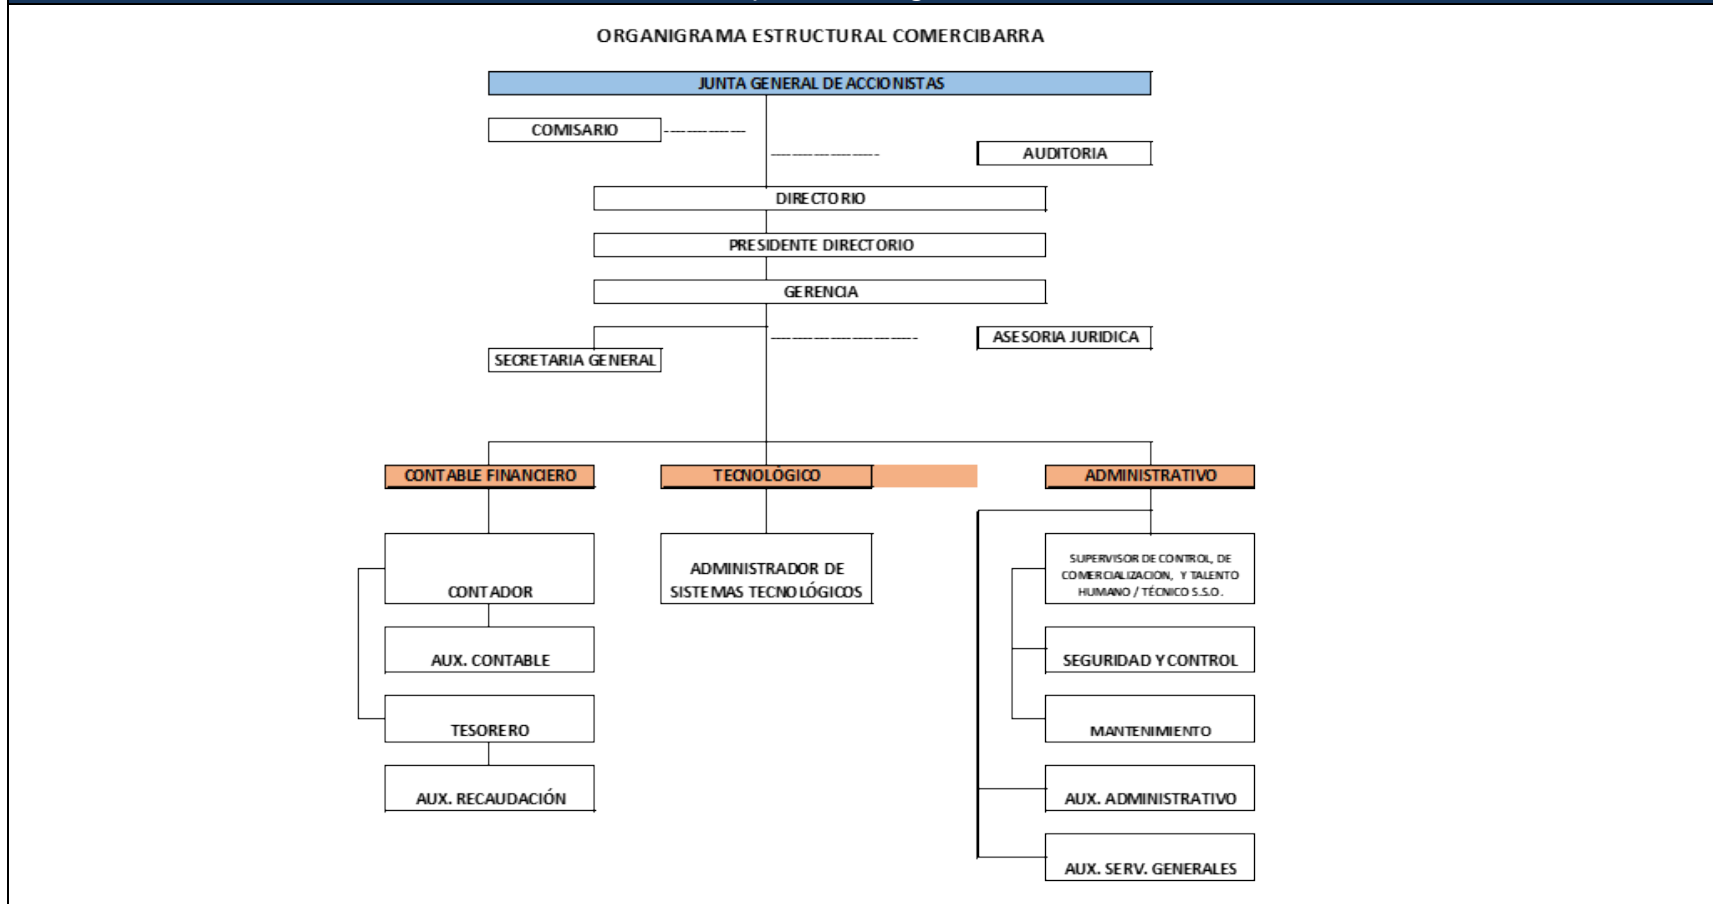 ORGANIGRAMA ESTRUCTURAL COMERCIBARRA
JUNTA GENERAL DE ACCIONISTAS
COMISARIO
AUDITORIA
DIRECTORIO
PRESIDENTE DIRECTORIO
GERENCIA
ASESORIA JURIDICA
SECRETARIA GENERAL
CONTABLE FINANCIERO
TECNOLÓGICO
ADMINISTRATIVO
CONTADOR
ADMINISTRADOR DE
SISTEMAS TECNOLÓGICOS
SUPERVISOR DE CONTROL, DE
COMERCIALIZACION, Y TALENTO
HUMANO / TÉCNICO S.S.O.
AUX. CONTABLE
SEGURIDAD Y CONTROL
TESORERO
MANTENIMIENTO
AUX. RECAUDACIÓN
AUX. ADMINISTRATIVO
AUX. SERV. GENERALES